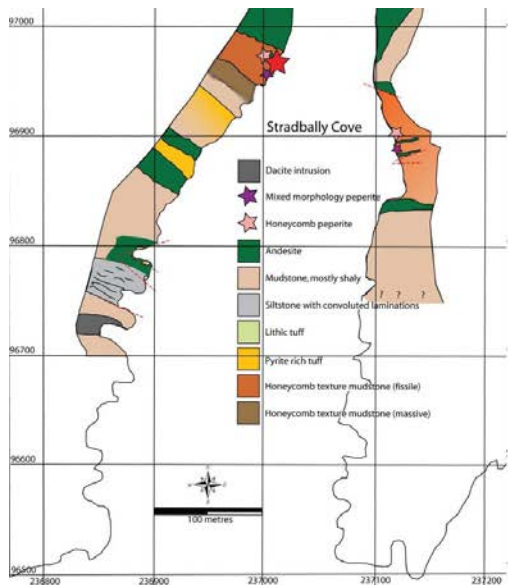 97000
96900
Stradbally Cove
Dacite intrusion
Mixed morphology peperite
Honeycomb peperite
Andesite
96800
Mudstone, mostly shaly
Siltstone with convoluted laminations
? ? ?
Lithic tuff
96700
Pyrite rich tuff
Honeycomb texture mudstone (fissile)
Honeycomb texture mudstone (massive)
96600
100 metres
96500
236800 236900 237000 237100 237200